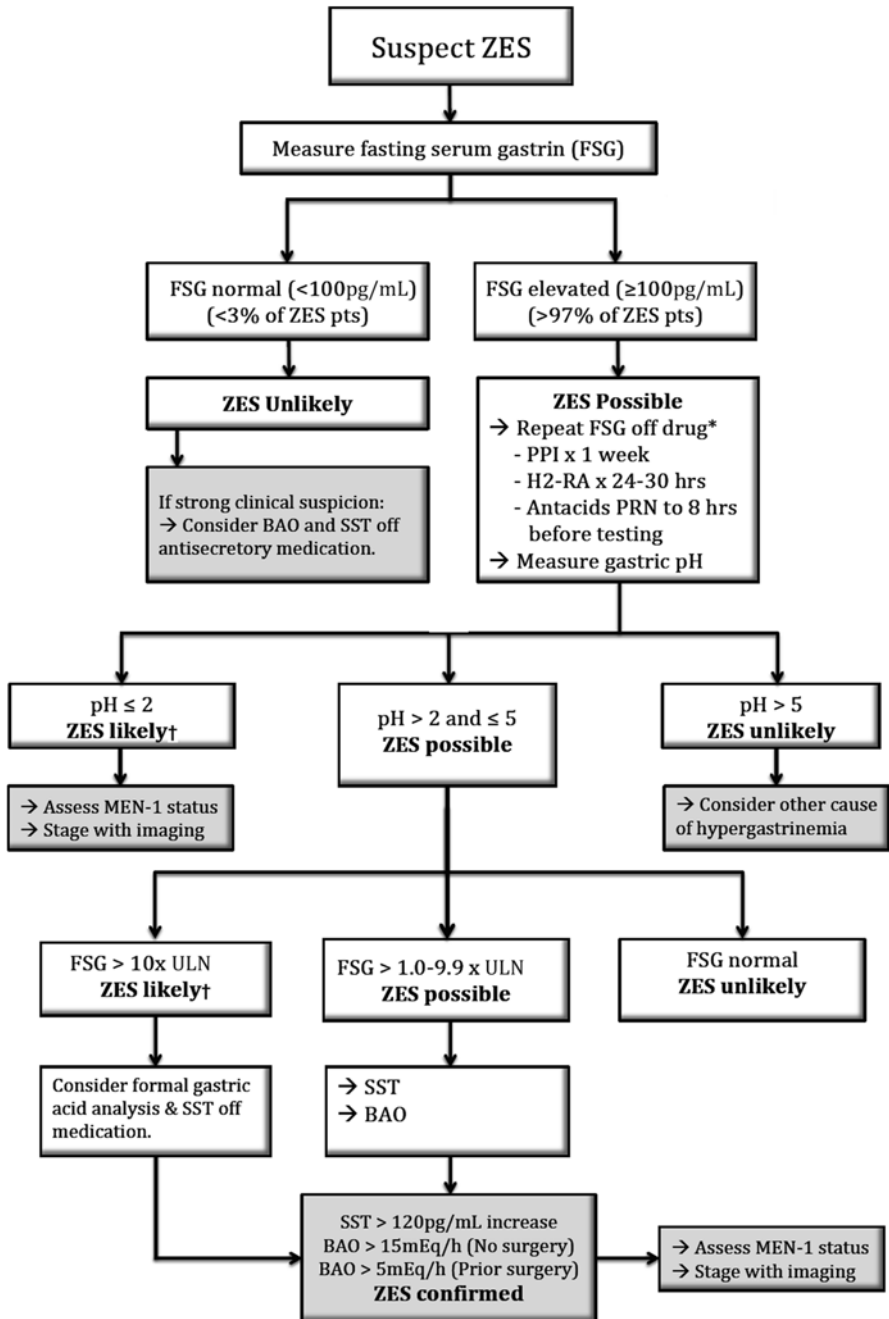 Suspect ZES
Measure fasting serum gastrin (FSG)
FSG normal (<100pg/mL)
(<3% of ZES pts)
FSG elevated (≥100pg/mL)
(>97% of ZES pts)
ZES Unlikely
If strong clinical suspicion:
→ Consider BAO and SST off
antisecretory medication.
ZES Possible
→ Repeat FSG off drug*
- PPI x 1 week
- H2-RA x 24-30 hrs
- Antacids PRN to 8 hrs
before testing
→ Measure gastric pH
pH ≤ 2
ZES likely†
pH > 2 and ≤ 5
ZES possible
pH > 5
ZES unlikely
→ Assess MEN-1 status
→ Stage with imaging
→ Consider other cause
of hypergastrinemia
FSG > 10x ULN
ZES likely†
FSG > 1.0-9.9 x ULN
ZES possible
FSG normal
ZES unlikely
Consider formal gastric
acid analysis & SST off
medication.
→ SST
→ BAO
SST > 120pg/mL increase
BAO > 15mEq/h (No surgery)
BAO > 5mEq/h (Prior surgery)
ZES confirmed
→ Assess MEN-1 status
→ Stage with imaging